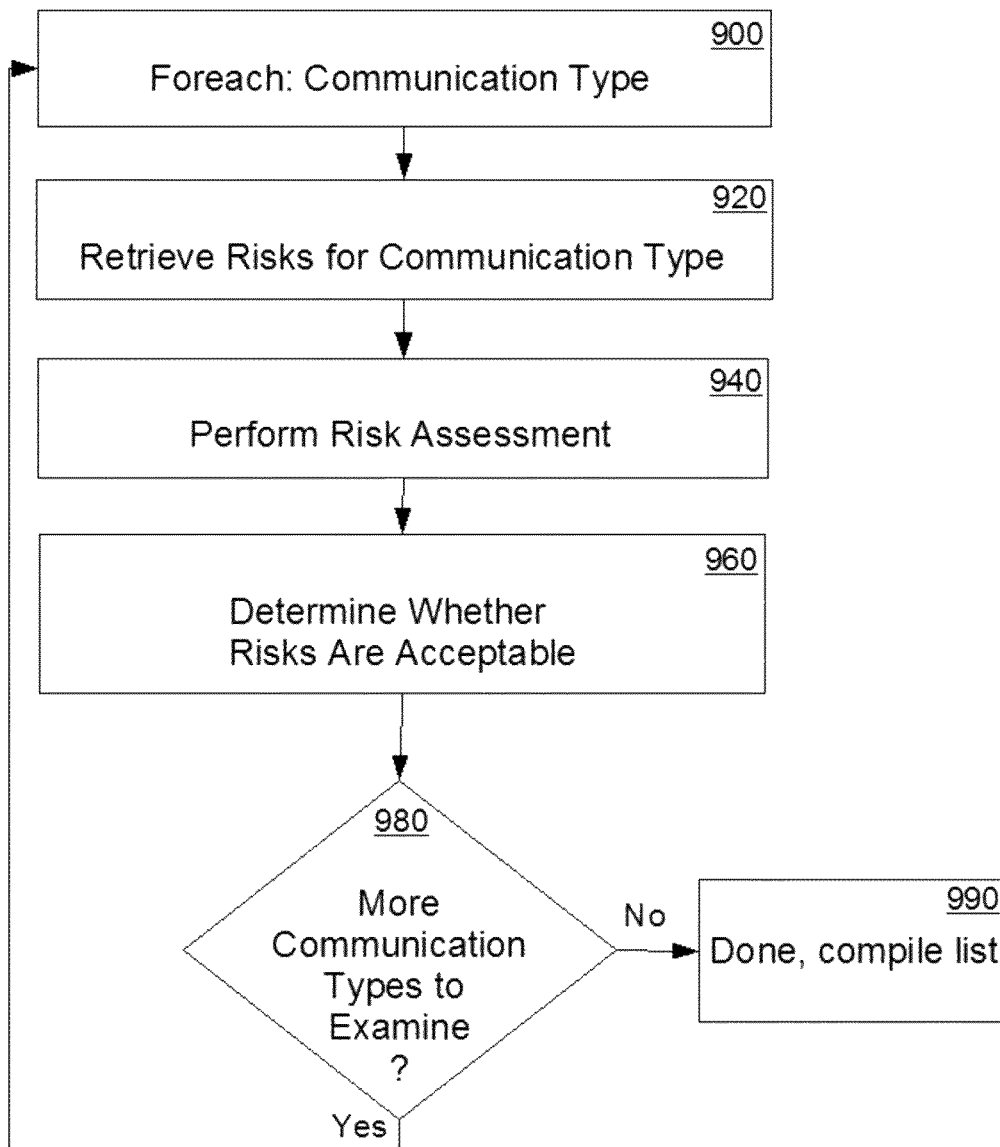 900
Foreach: Communication Type
920
Retrieve Risks for Communication Type
940
Perform Risk Assessment
960
Determine Whether
Risks Are Acceptable
980
More
Communication
Types to
Examine
?
No
990
Done, compile list
Yes